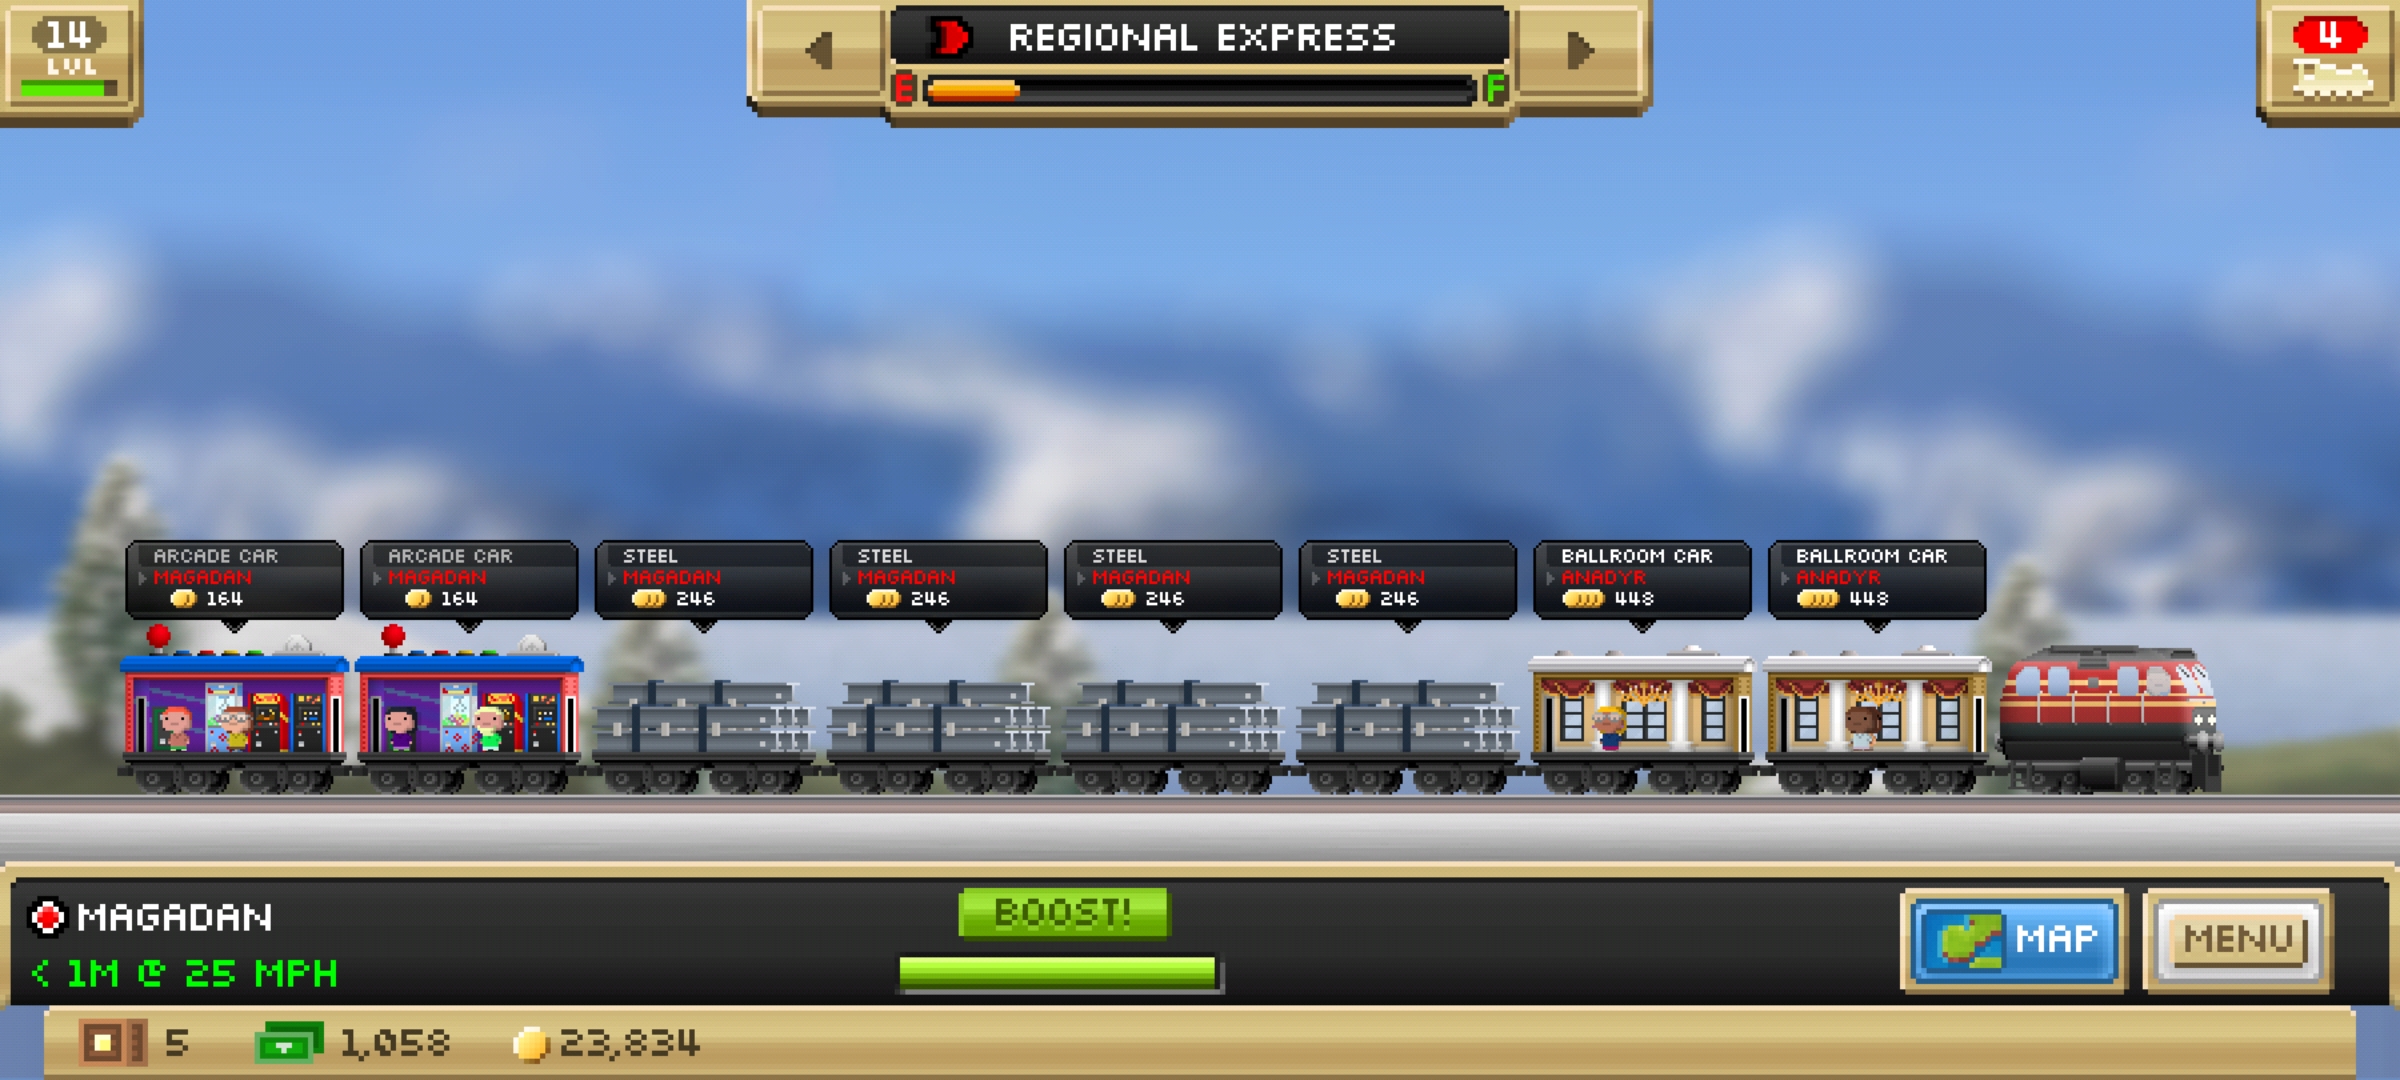 14
LVL
REGIONAL EXPRESS
E F
4
ARCADE CAR
MAGADAN
164
ARCADE CAR
MAGADAN
164
STEEL
MAGADAN
246
STEEL
MAGADAN
246
STEEL
MAGADAN
246
STEEL
MAGADAN
246
BALLROOM CAR
ANADYR
448
BALLROOM CAR
ANADYR
448
MAGADAN
< 1M @ 25 MPH
BOOST!
MAP
MENU
5
1,058
23,834